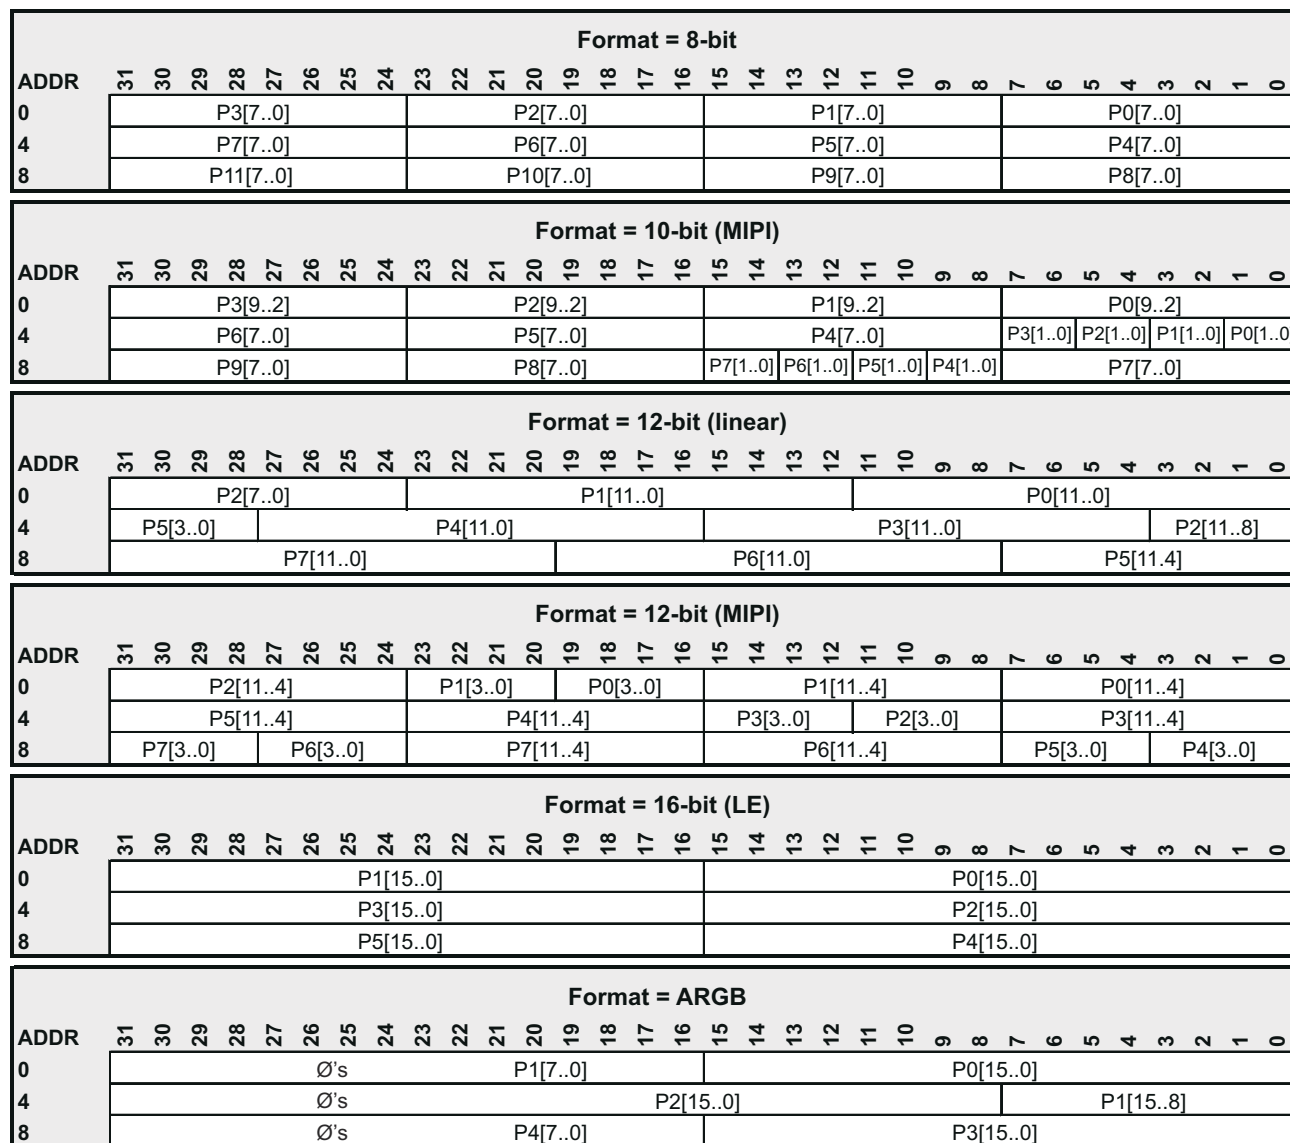 Format = 8-bit
ADDR 31 30 29 28 27 26 25 24 23 22 21 20 19 18 17 16 15 14 13 12 11 10 9 8 7 6 5 4 3 2 1 0
0 P3[7..0] P2[7..0] P1[7..0] P0[7..0]
4 P7[7..0] P6[7..0] P5[7..0] P4[7..0]
8 P11[7..0] P10[7..0] P9[7..0] P8[7..0]
Format = 10-bit (MIPI)
ADDR 31 30 29 28 27 26 25 24 23 22 21 20 19 18 17 16 15 14 13 12 11 10 9 8 7 6 5 4 3 2 1 0
0 P3[9..2] P2[9..2] P1[9..2] P0[9..2]
4 P6[7..0] P5[7..0] P4[7..0] P3[1..0] P2[1..0] P1[1..0] P0[1..0
8 P9[7..0] P8[7..0] P7[1..0] P6[1..0] P5[1..0] P4[1..0] P7[7..0]
Format = 12-bit (linear)
ADDR 31 30 29 28 27 26 25 24 23 22 21 20 19 18 17 16 15 14 13 12 11 10 9 8 7 6 5 4 3 2 1 0
0 P2[7..0] P1[11..0] P0[11..0]
4 P5[3..0] P4[11.0] P3[11..0] P2[11..8]
8 P7[11..0] P6[11.0] P5[11.4]
Format = 12-bit (MIPI)
ADDR 31 30 29 28 27 26 25 24 23 22 21 20 19 18 17 16 15 14 13 12 11 10 9 8 7 6 5 4 3 2 1 0
0 P2[11..4] P1[3..0] P0[3..0] P1[11..4] P0[11..4]
4 P5[11..4] P4[11..4] P3[3..0] P2[3..0] P3[11..4]
8 P7[3..0] P6[3..0] P7[11..4] P6[11..4] P5[3..0] P4[3..0]
Format = 16-bit (LE)
ADDR 31 30 29 28 27 26 25 24 23 22 21 20 19 18 17 16 15 14 13 12 11 10 9 8 7 6 5 4 3 2 1 0
0 P1[15..0] P0[15..0]
4 P3[15..0] P2[15..0]
8 P5[15..0] P4[15..0]
Format = ARGB
ADDR 31 30 29 28 27 26 25 24 23 22 21 20 19 18 17 16 15 14 13 12 11 10 9 8 7 6 5 4 3 2 1 0
0 Ø’s P1[7..0] P0[15..0]
4 Ø’s P2[15..0] P1[15..8]
8 Ø’s P4[7..0] P3[15..0]